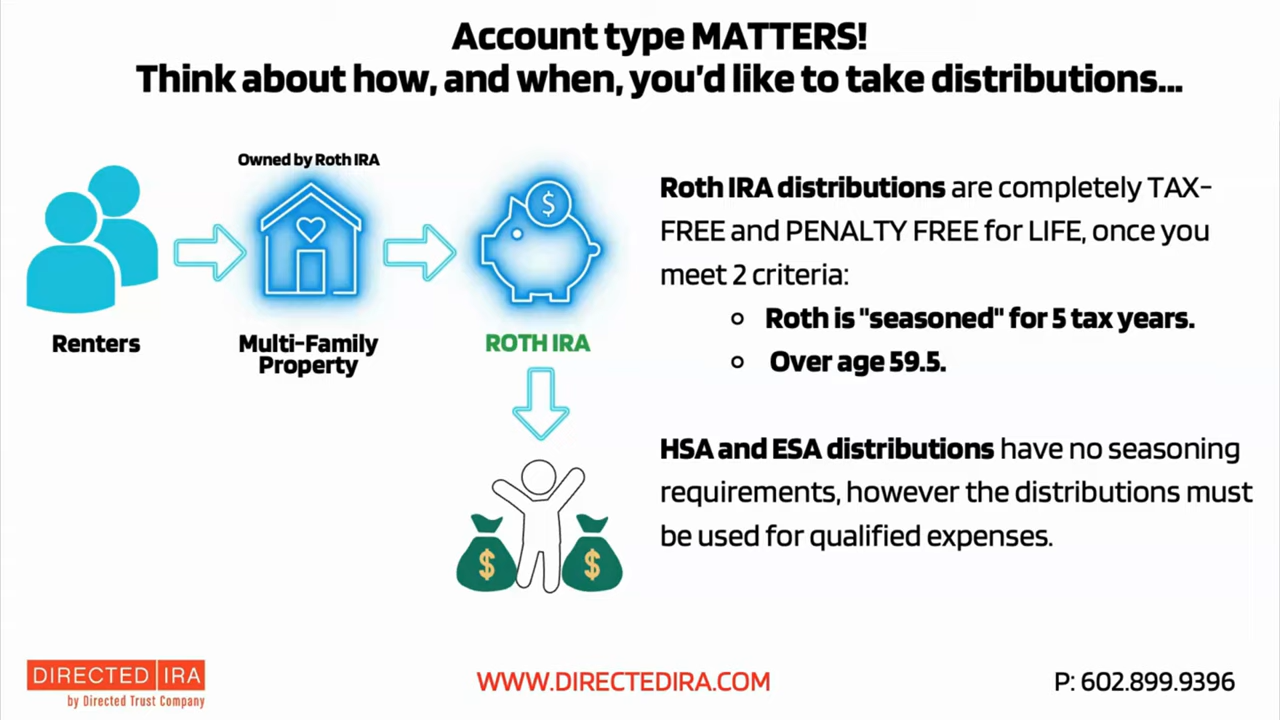 Account type MATTERS!
Think about how, and when, you'd like to take distributions...
Owned by Roth IRA
$
Renters
Multi-Family
Property
ROTH IRA
$
$
Roth IRA distributions are completely TAX-
FREE and PENALTY FREE for LIFE, once you
meet 2 criteria:
Roth is "seasoned" for 5 tax years.
Over age 59.5.
HSA and ESA distributions have no seasoning
requirements, however the distributions must
be used for qualified expenses.
DIRECTED IRA
by Directed Trust Company
WWW.DIRECTEDIRA.COM
P: 602.899.9396